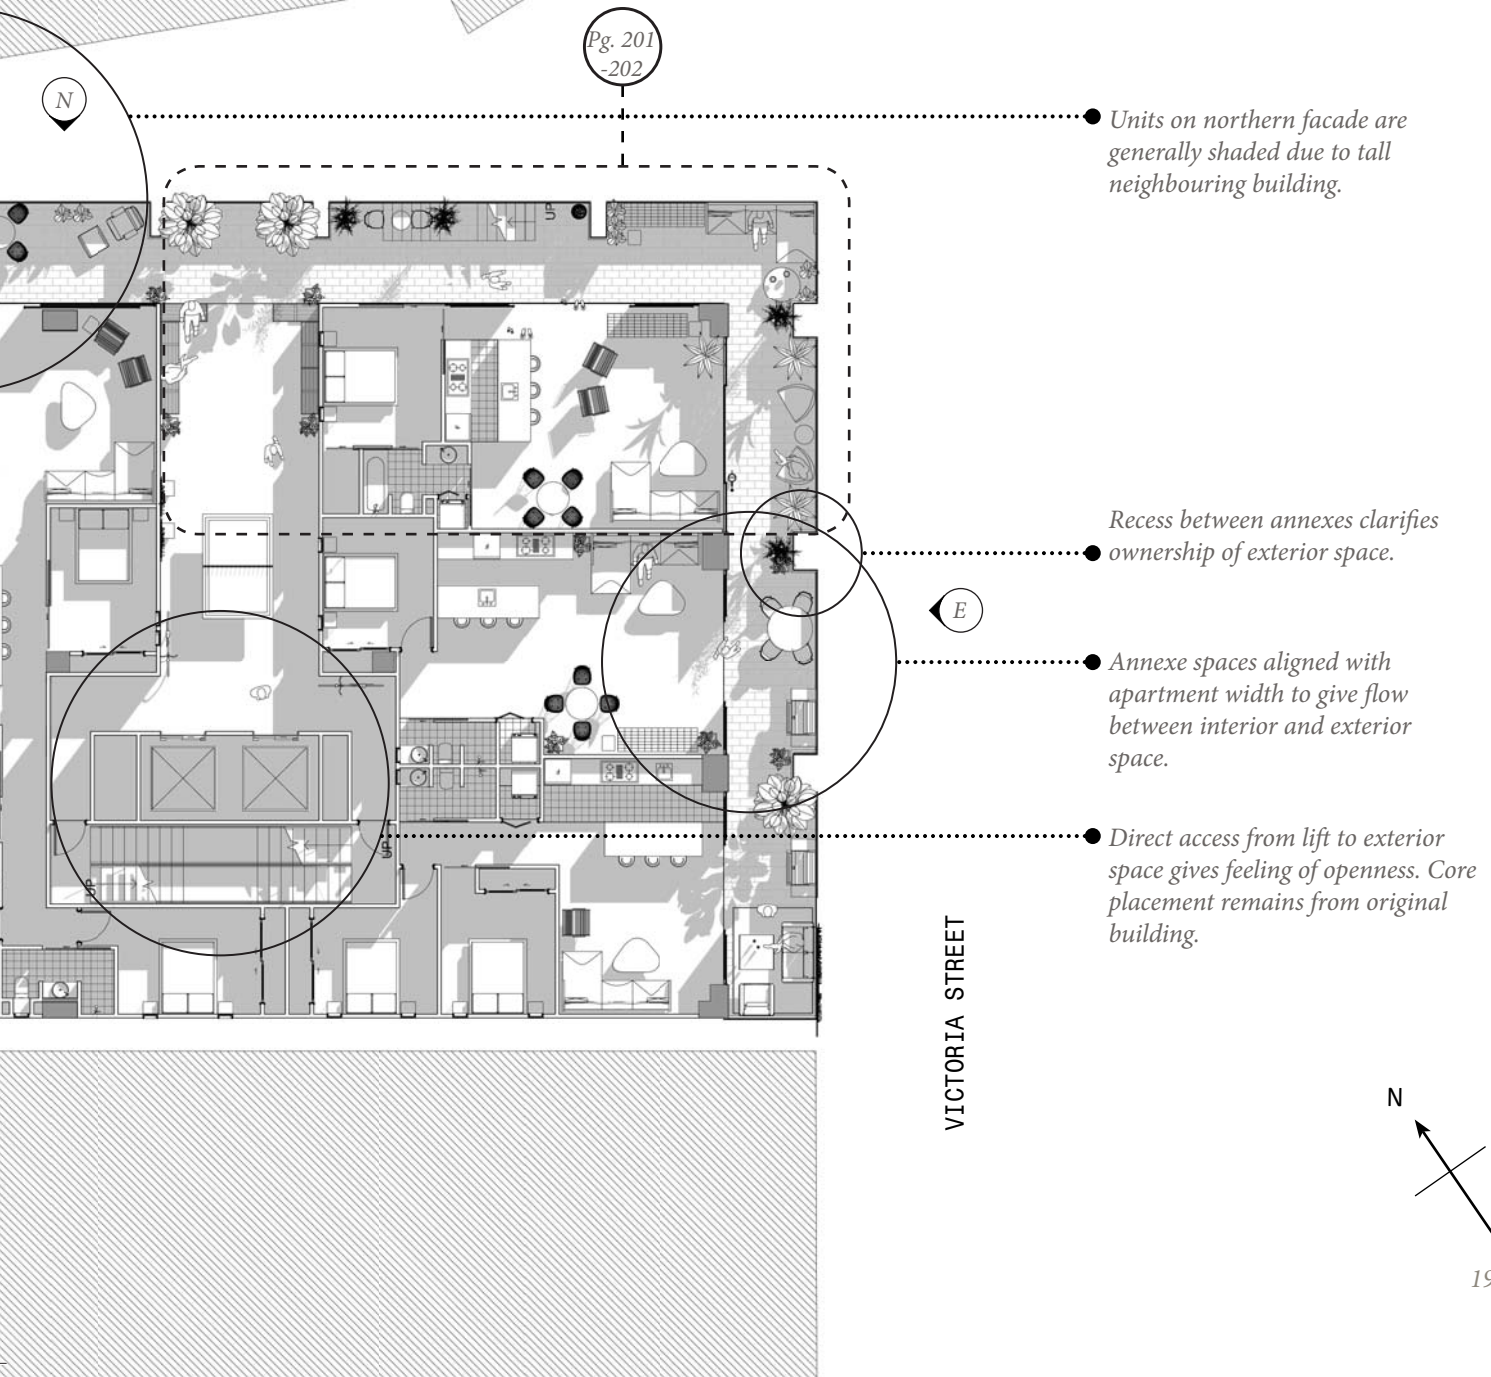 Pg. 201
-202
N
Units on northern facade are
generally shaded due to tall
neighbouring building.
UP
Recess between annexes clarifies
ownership of exterior space.
E
Annexe spaces aligned with
apartment width to give flow
between interior and exterior
space.
Direct access from lift to exterior
space gives feeling of openness. Core
placement remains from original
building.
UP
UP
VICTORIA STREET
N
19